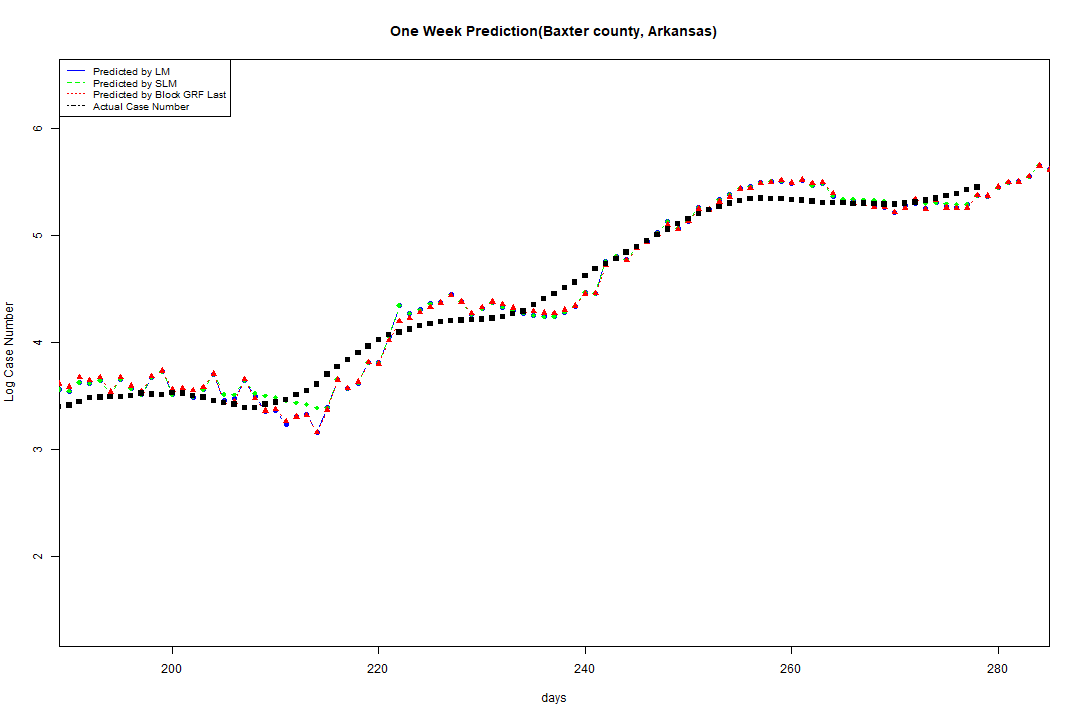 One Week Prediction(Baxter county, Arkansas)
Predicted by LM
Predicted by SLM
Predicted by Block GRF Last
Actual Case Number
6
5
4
3
2
Log Case Number
200 220 240 260 280
days